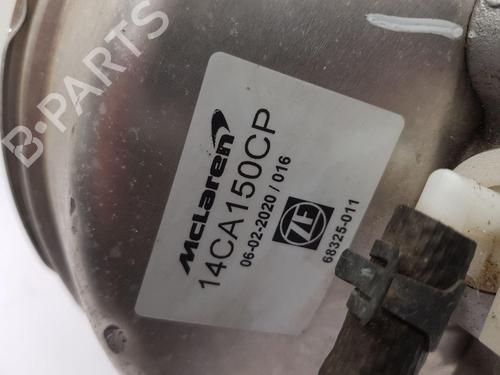 B-PARTS
McLaren
14CA150CP
06-02-2020 / 016
ZF
68325-011